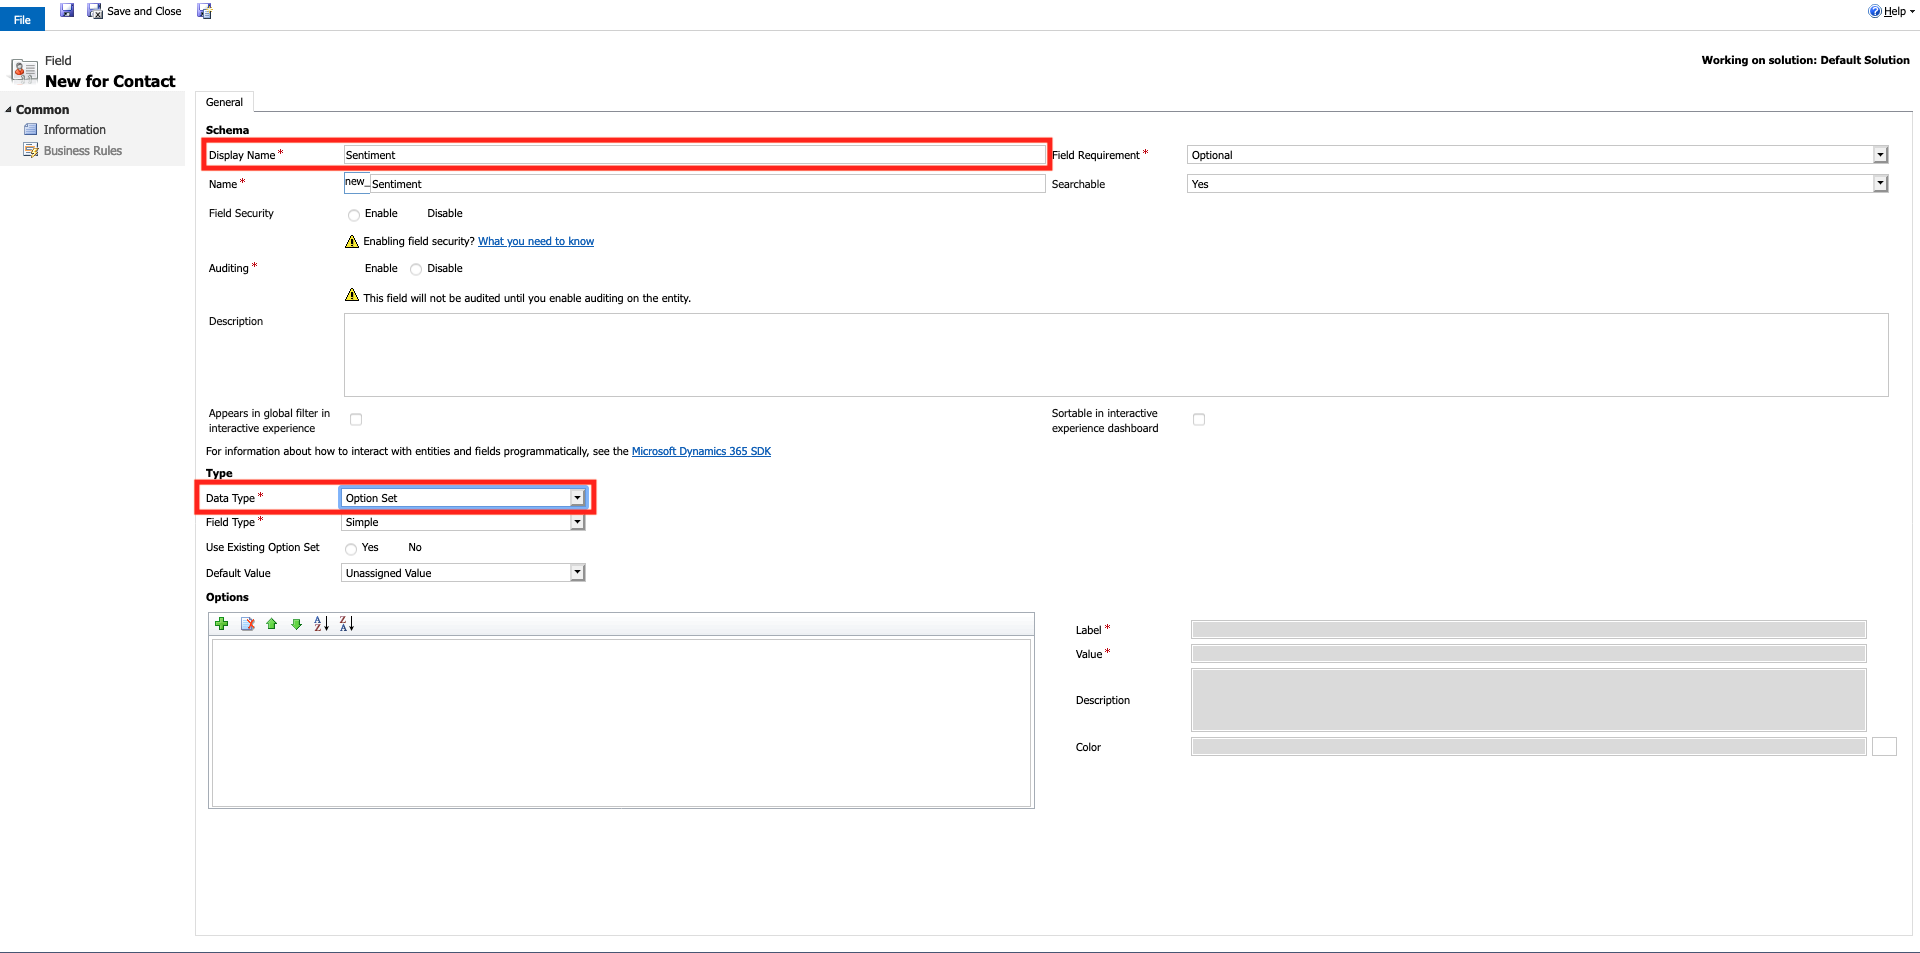 File
Save and Close
Help
Field
New for Contact
Working on solution: Default Solution
Common
Information
Business Rules
General
Schema
Display Name * Sentiment
Field Requirement * Optional
Name * new_ Sentiment
Searchable Yes
Field Security Enable Disable
Enabling field security? What you need to know
Auditing * Enable Disable
This field will not be audited until you enable auditing on the entity.
Description
Appears in global filter in
interactive experience
Sortable in interactive
experience dashboard
For information about how to interact with entities and fields programmatically, see the Microsoft Dynamics 365 SDK
Type
Data Type * Option Set
Field Type * Simple
Use Existing Option Set Yes No
Default Value Unassigned Value
Options
A Z Z A
Label *
Value *
Description
Color